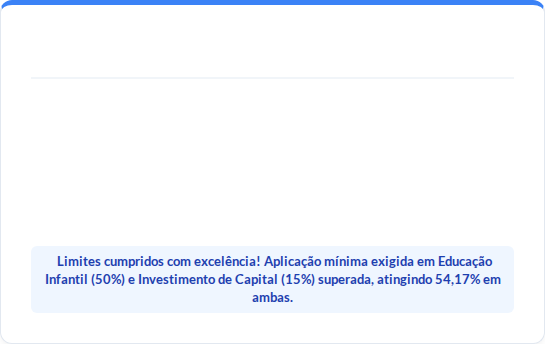 Limites cumpridos com excelência! Aplicação mínima exigida em Educação
Infantil (50%) e Investimento de Capital (15%) superada, atingindo 54,17% em
ambas.